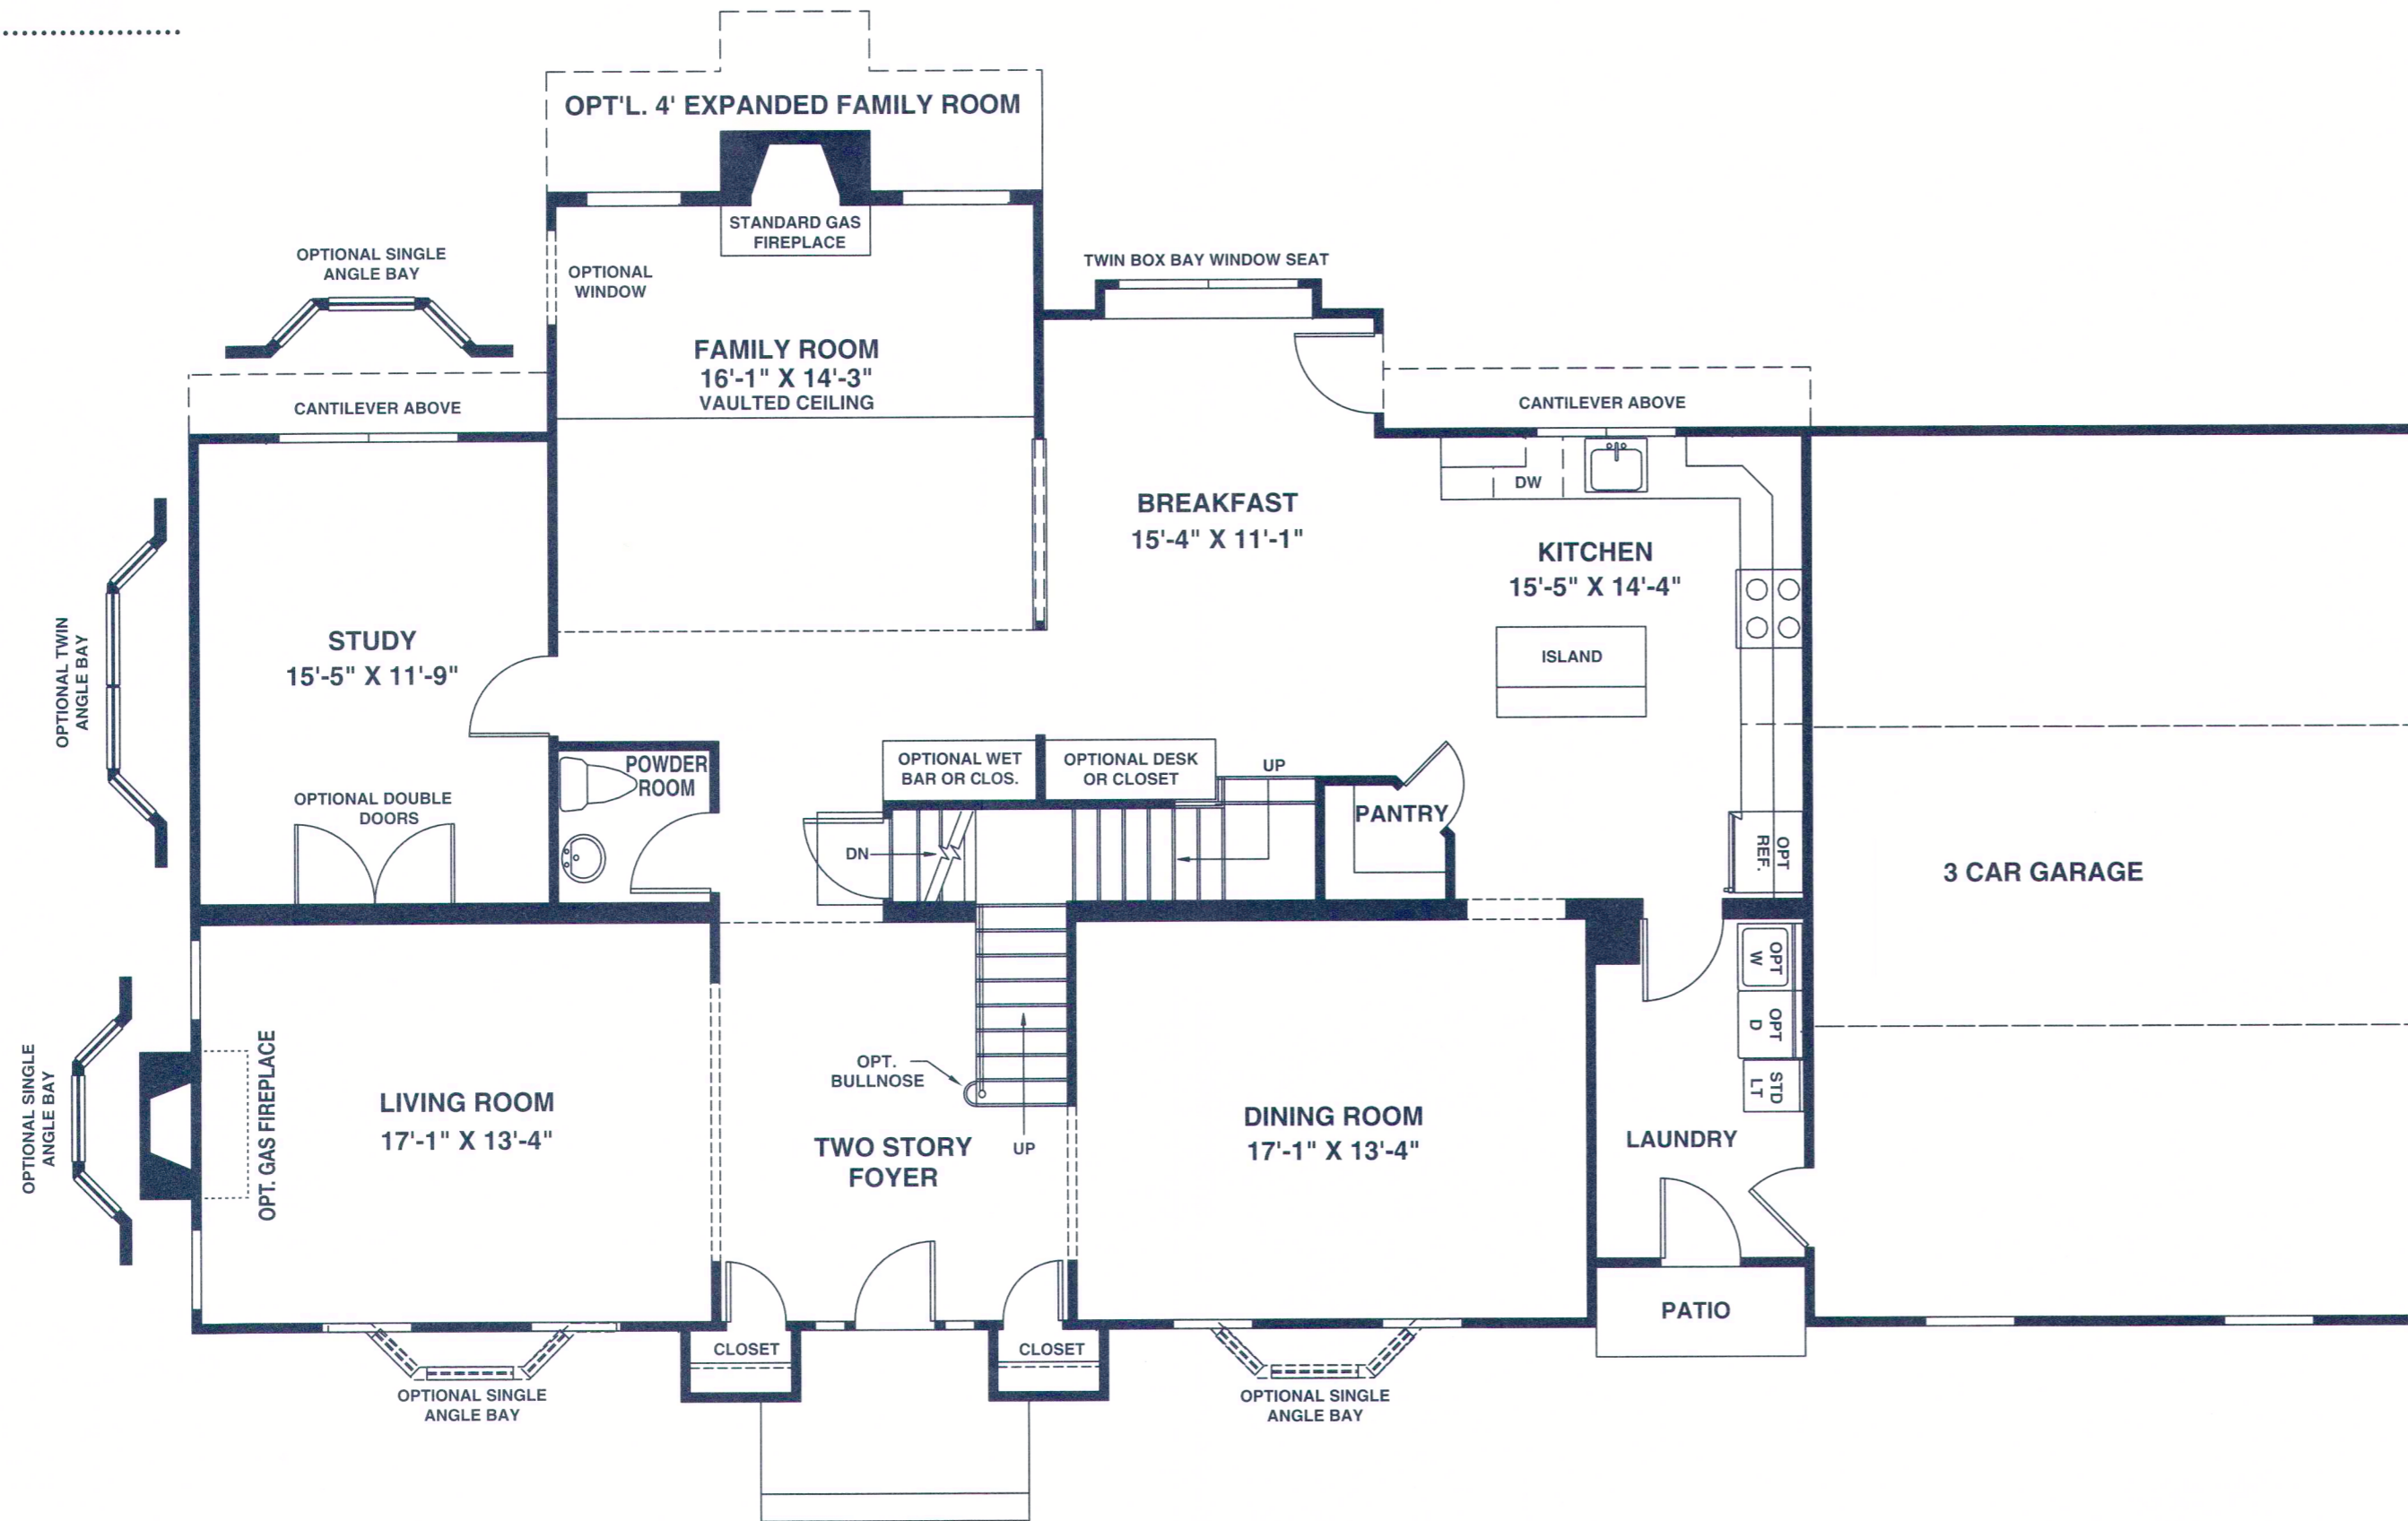 OPT'L. 4' EXPANDED FAMILY ROOM
STANDARD GAS
FIREPLACE
OPTIONAL SINGLE
ANGLE BAY
OPTIONAL
WINDOW
TWIN BOX BAY WINDOW SEAT
FAMILY ROOM
16'-1" X 14'-3"
VAULTED CEILING
CANTILEVER ABOVE
CANTILEVER ABOVE
DW
BREAKFAST
15'-4" X 11'-1"
KITCHEN
15'-5" X 14'-4"
ISLAND
STUDY
15'-5" X 11'-9"
OPTIONAL TWIN
ANGLE BAY
OPTIONAL DOUBLE
DOORS
POWDER
ROOM
OPTIONAL WET
BAR OR CLOS.
OPTIONAL DESK
OR CLOSET
UP
PANTRY
DN
OPT
REF.
3 CAR GARAGE
OPT
W
OPT
D
STD
LT
OPTIONAL SINGLE
ANGLE BAY
OPT. GAS FIREPLACE
LIVING ROOM
17'-1" X 13'-4"
OPT.
BULLNOSE
TWO STORY
FOYER
UP
DINING ROOM
17'-1" X 13'-4"
LAUNDRY
PATIO
CLOSET
CLOSET
OPTIONAL SINGLE
ANGLE BAY
OPTIONAL SINGLE
ANGLE BAY